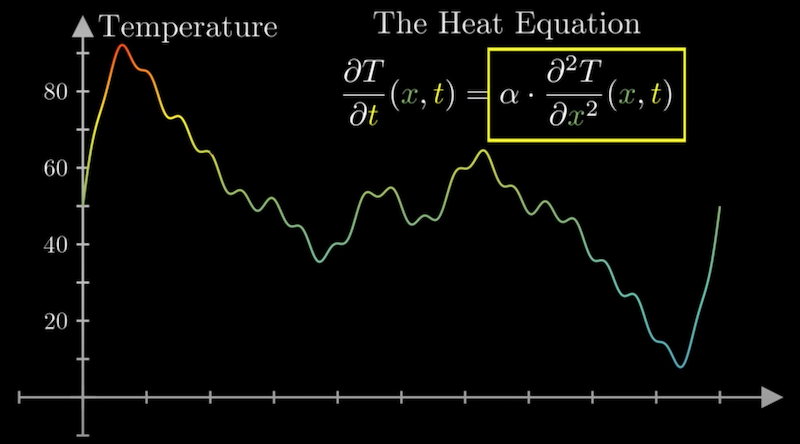 Temperature
The Heat Equation
∂T/∂t (x, t) = α · ∂²T/∂x² (x, t)
80
60
40
20